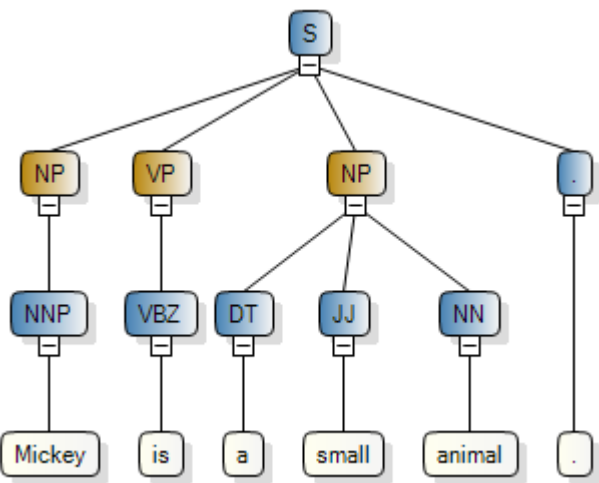 S
NP VP NP .
NNP VBZ DT JJ NN
Mickey is a small animal .